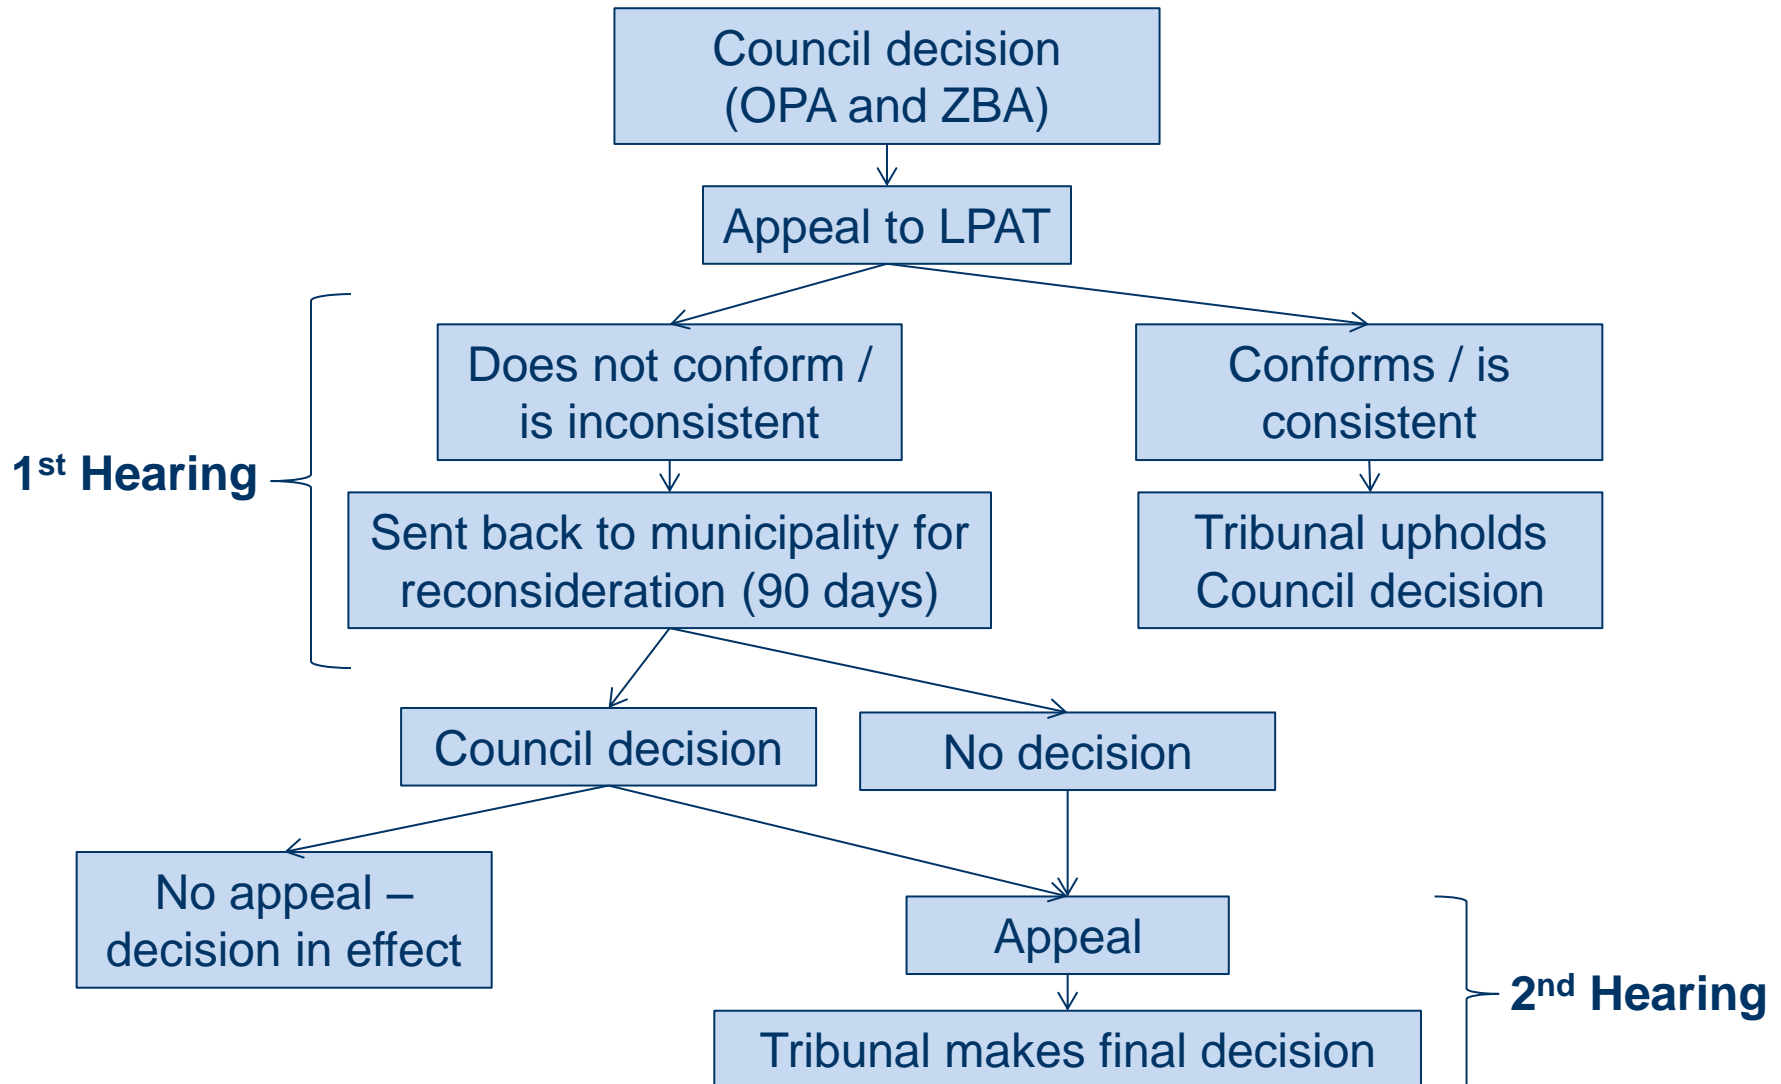 Council decision
(OPA and ZBA)
Appeal to LPAT
Does not conform /
is inconsistent
Conforms / is
consistent
1st Hearing
Sent back to municipality for
reconsideration (90 days)
Tribunal upholds
Council decision
Council decision
No decision
No appeal –
decision in effect
Appeal
2nd Hearing
Tribunal makes final decision